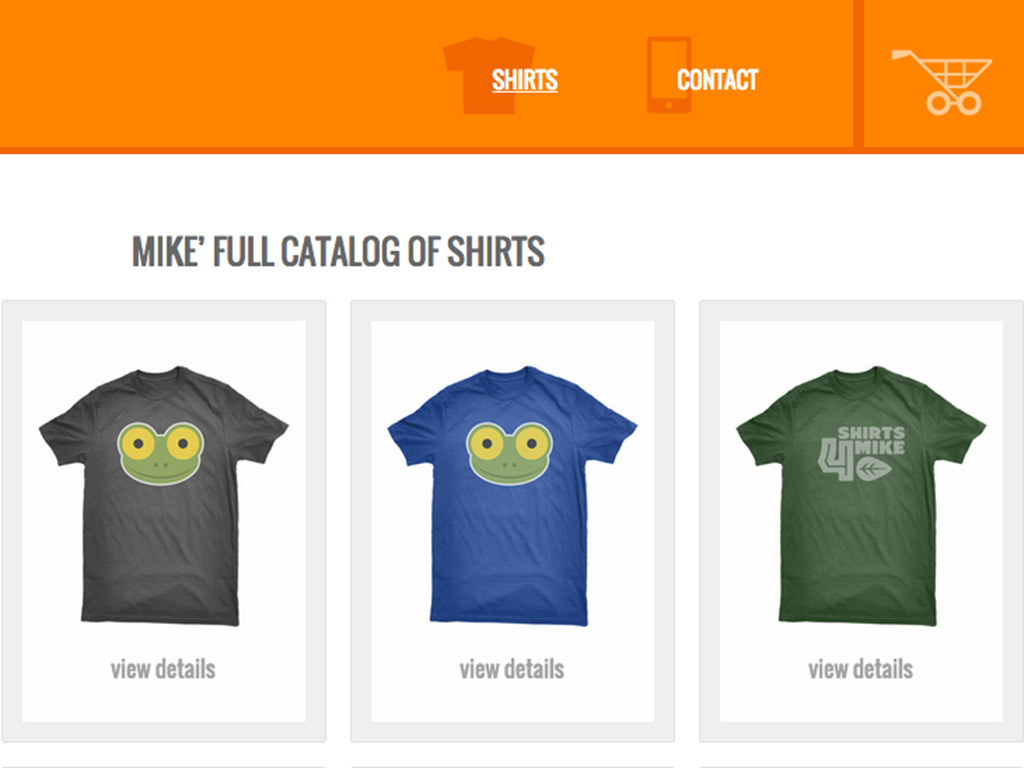 SHIRTS
CONTACT
MIKE’ FULL CATALOG OF SHIRTS
SHIRTS
4 MIKE
view details
view details
view details